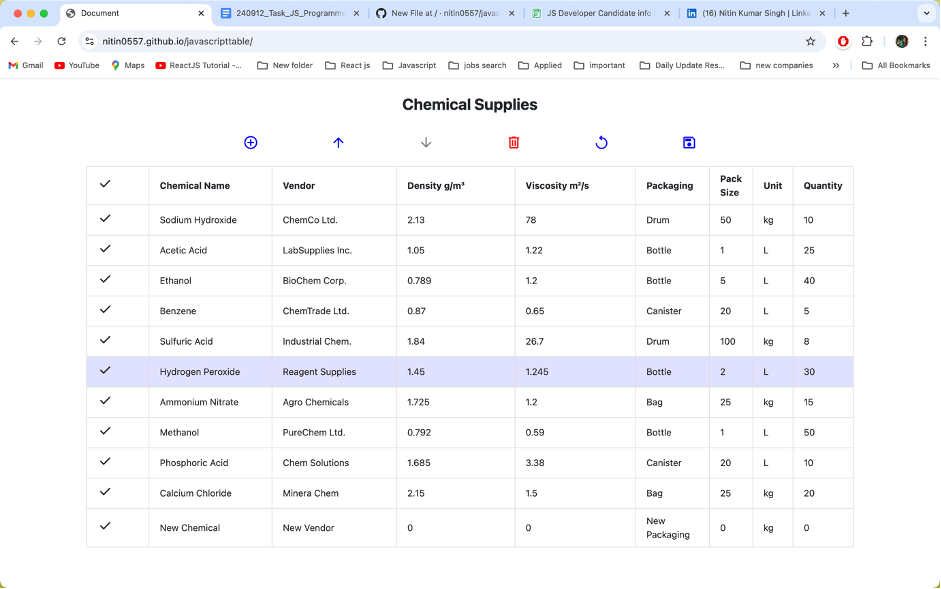 Document
240912_Task_JS_Programme
New File at / · nitin0557/javas
JS Developer Candidate info
(16) Nitin Kumar Singh | Linke
nitin0557.github.io/javascripttable/
Gmail
YouTube
Maps
ReactJS Tutorial -...
New folder
React js
Javascript
jobs search
Applied
important
Daily Update Res...
new companies
All Bookmarks
Chemical Supplies
Chemical Name Vendor Density g/m³ Viscosity m²/s Packaging Pack Size Unit Quantity
Sodium Hydroxide ChemCo Ltd. 2.13 78 Drum 50 kg 10
Acetic Acid LabSupplies Inc. 1.05 1.22 Bottle 1 L 25
Ethanol BioChem Corp. 0.789 1.2 Bottle 5 L 40
Benzene ChemTrade Ltd. 0.87 0.65 Canister 20 L 5
Sulfuric Acid Industrial Chem. 1.84 26.7 Drum 100 kg 8
Hydrogen Peroxide Reagent Supplies 1.45 1.245 Bottle 2 L 30
Ammonium Nitrate Agro Chemicals 1.725 1.2 Bag 25 kg 15
Methanol PureChem Ltd. 0.792 0.59 Bottle 1 L 50
Phosphoric Acid Chem Solutions 1.685 3.38 Canister 20 L 10
Calcium Chloride Minera Chem 2.15 1.5 Bag 25 kg 20
New Chemical New Vendor 0 0 New Packaging 0 kg 0